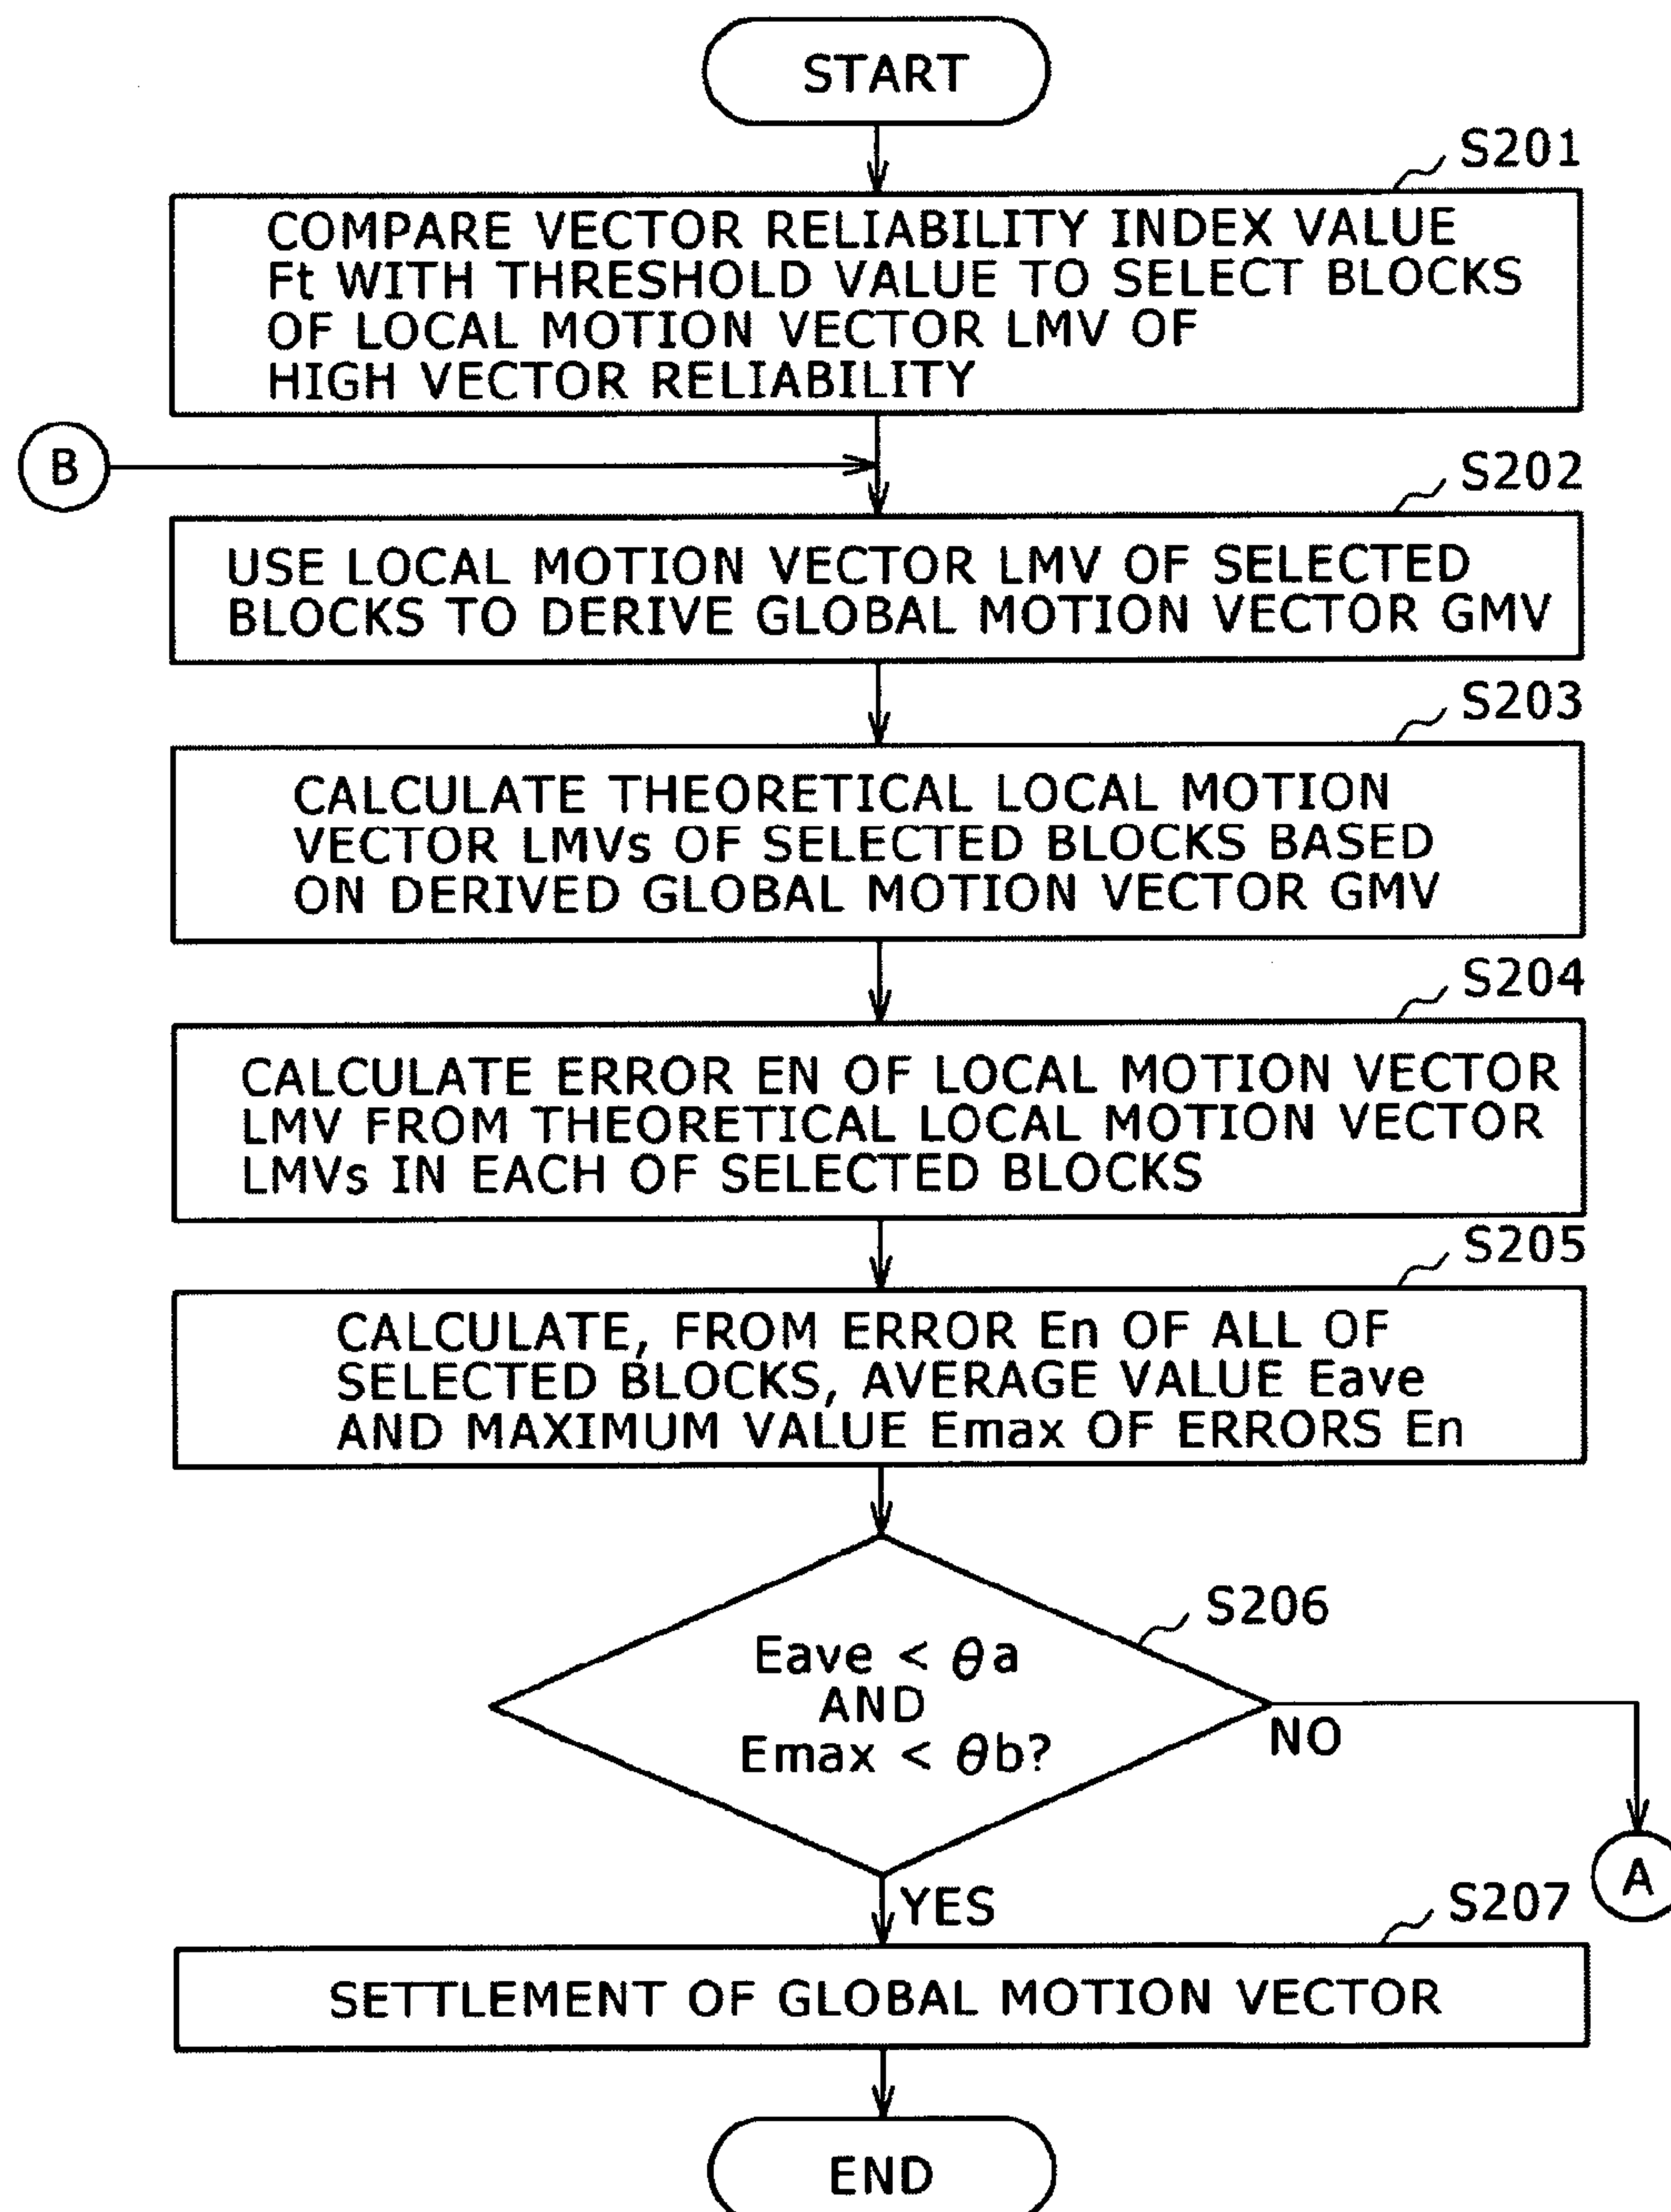 START
S201
COMPARE VECTOR RELIABILITY INDEX VALUE
Ft WITH THRESHOLD VALUE TO SELECT BLOCKS
OF LOCAL MOTION VECTOR LMV OF
HIGH VECTOR RELIABILITY
B
S202
USE LOCAL MOTION VECTOR LMV OF SELECTED
BLOCKS TO DERIVE GLOBAL MOTION VECTOR GMV
S203
CALCULATE THEORETICAL LOCAL MOTION
VECTOR LMVs OF SELECTED BLOCKS BASED
ON DERIVED GLOBAL MOTION VECTOR GMV
S204
CALCULATE ERROR EN OF LOCAL MOTION VECTOR
LMV FROM THEORETICAL LOCAL MOTION VECTOR
LMVs IN EACH OF SELECTED BLOCKS
S205
CALCULATE, FROM ERROR En OF ALL OF
SELECTED BLOCKS, AVERAGE VALUE Eave
AND MAXIMUM VALUE Emax OF ERRORS En
S206
Eave < θa
AND
Emax < θb?
NO
A
YES
S207
SETTLEMENT OF GLOBAL MOTION VECTOR
END